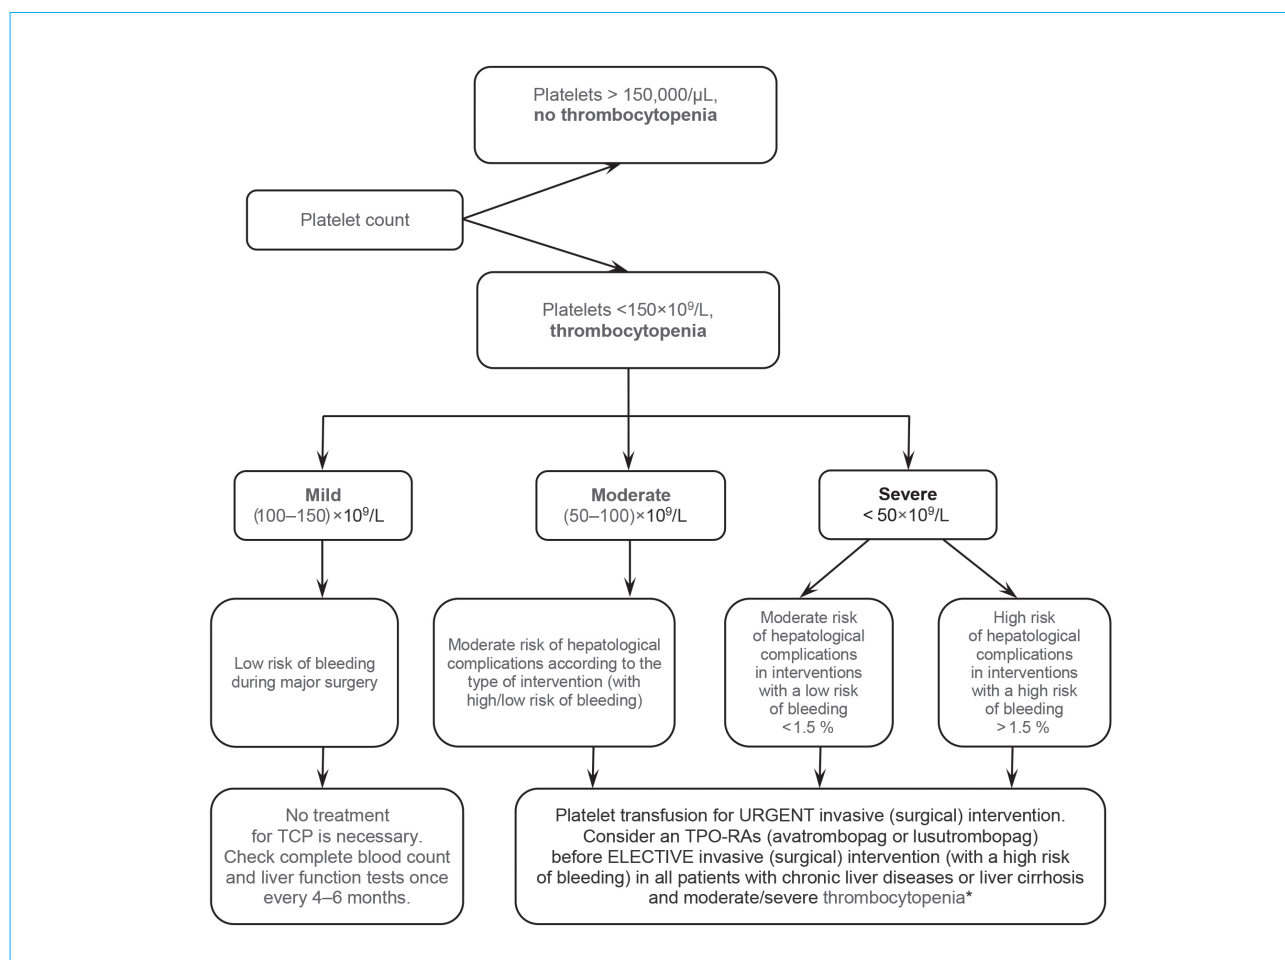 Platelets > 150,000/µL,
no thrombocytopenia
Platelet count
Platelets <150×10⁹/L,
thrombocytopenia
Mild
(100–150)×10⁹/L
Moderate
(50–100)×10⁹/L
Severe
< 50×10⁹/L
Low risk of bleeding
during major surgery
Moderate risk of hepatological
complications according to the
type of intervention (with
high/low risk of bleeding)
Moderate risk
of hepatological
complications
in interventions
with a low risk
of bleeding
<1.5 %
High risk
of hepatological
complications
in interventions
with a high risk
of bleeding
> 1.5 %
No treatment
for TCP is necessary.
Check complete blood count
and liver function tests once
every 4–6 months.
Platelet transfusion for URGENT invasive (surgical) intervention.
Consider an TPO-RAs (avatrombopag or lusutrombopag)
before ELECTIVE invasive (surgical) intervention (with a high risk
of bleeding) in all patients with chronic liver diseases or liver cirrhosis
and moderate/severe thrombocytopenia*